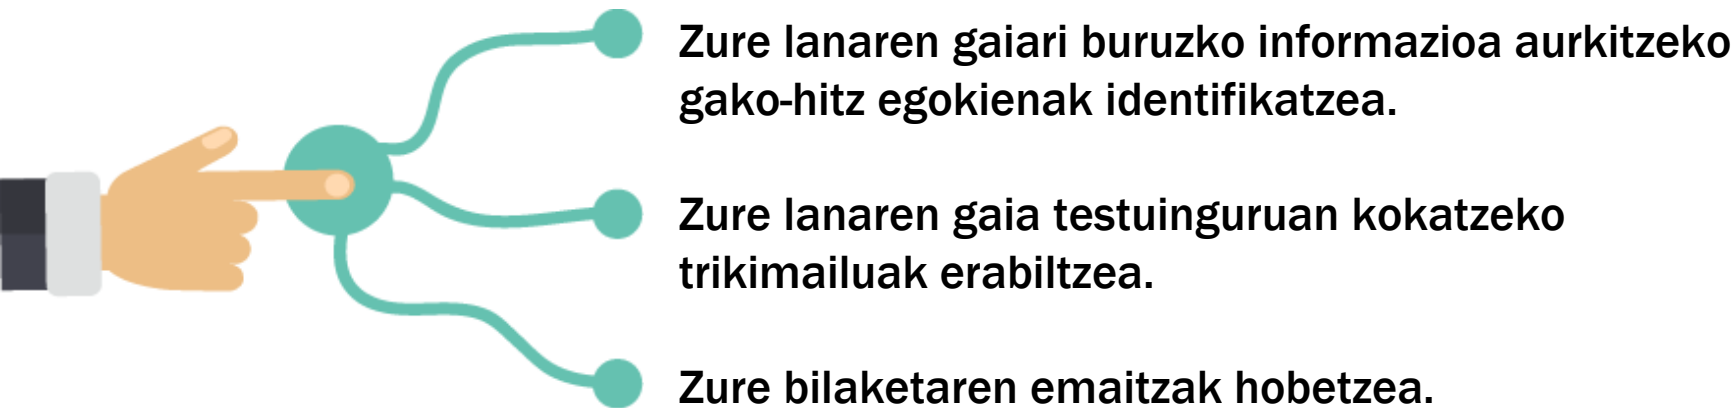 Zure lanaren gaiari buruzko informazioa aurkitzeko
gako-hitz egokienak identifikatzea.
Zure lanaren gaia testuinguruan kokatzeko
trikimailuak erabiltzea.
Zure bilaketaren emaitzak hobetzea.